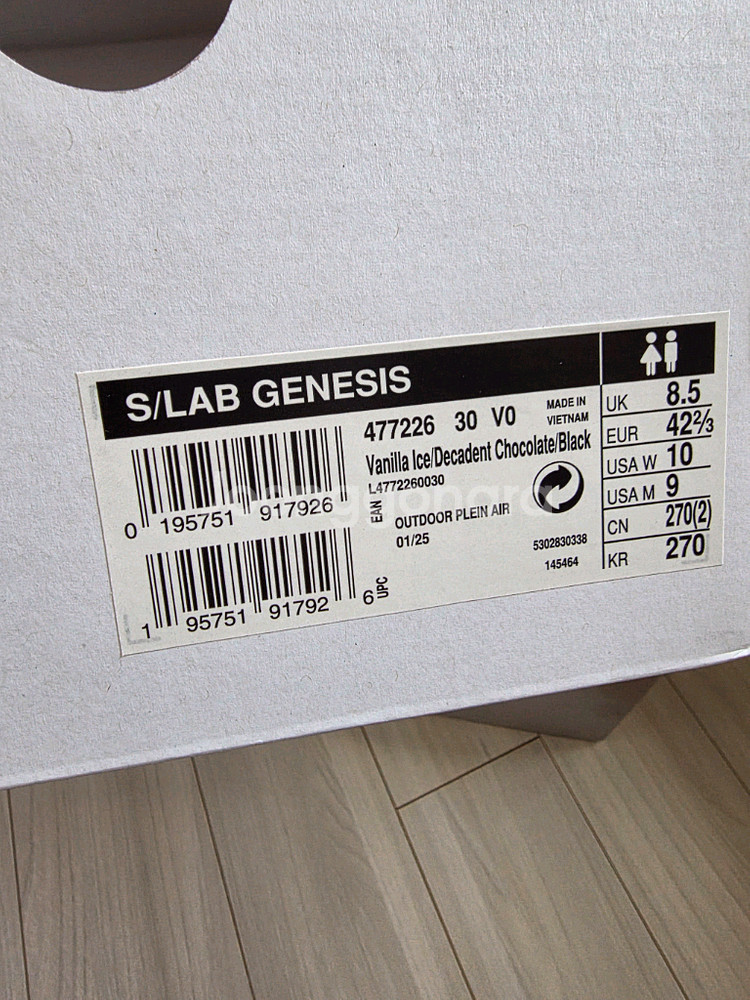 S/LAB GENESIS
477226 30 V0
MADE IN
VIETNAM
Vanilla Ice/Decadent Chocolate/Black
L4772260030
EAN
0 195751 917926
OUTDOOR PLEIN AIR
01/25
5302830338
145464
1 95751 91792 6
UPC
UK 8.5
EUR 42⅔
USA W 10
USA M 9
CN 270(2)
KR 270
joonggonara